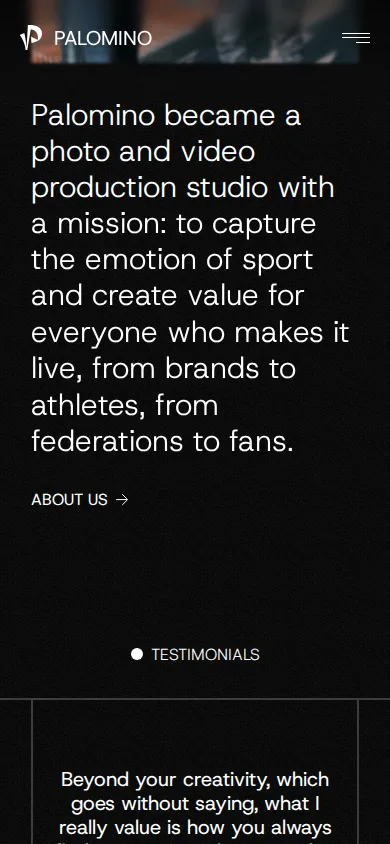 PALOMINO
Palomino became a
photo and video
production studio with
a mission: to capture
the emotion of sport
and create value for
everyone who makes it
live, from brands to
athletes, from
federations to fans.
ABOUT US →
TESTIMONIALS
Beyond your creativity, which
goes without saying, what I
really value is how you always